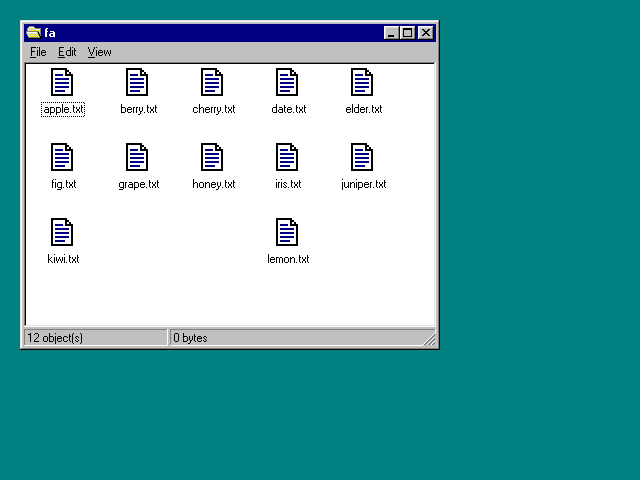 fa
File Edit View
apple.txt berry.txt cherry.txt date.txt elder.txt
fig.txt grape.txt honey.txt iris.txt juniper.txt
kiwi.txt lemon.txt
12 object(s) 0 bytes